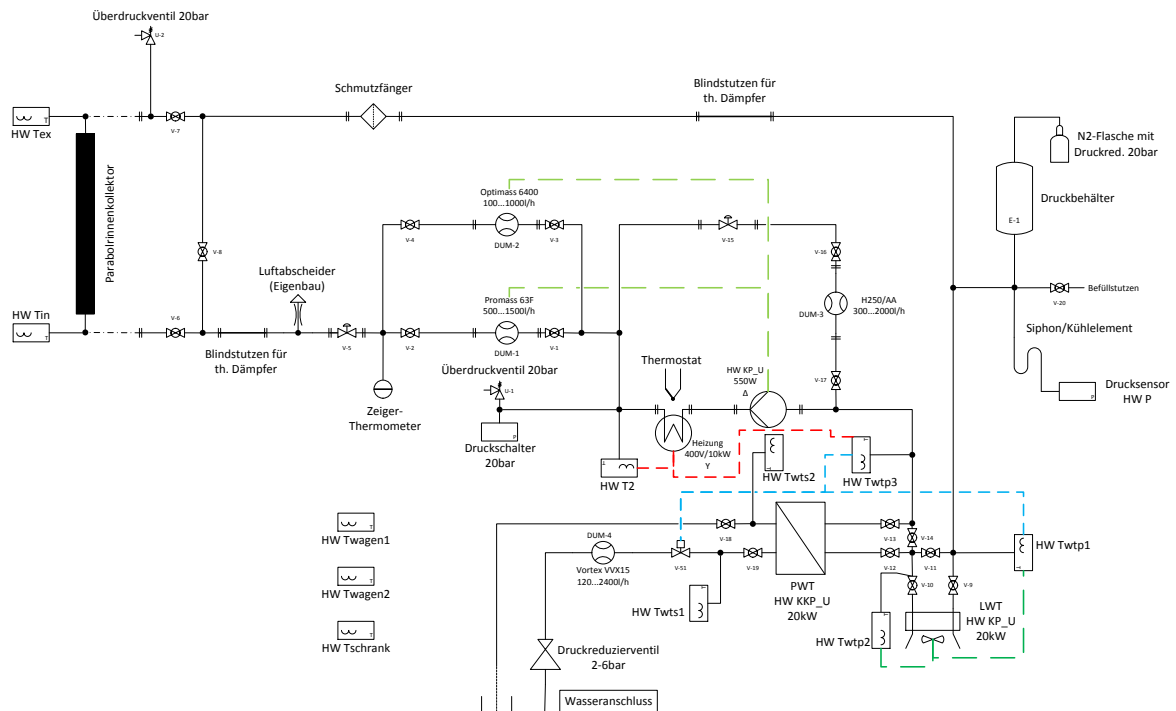 Überdruckventil 20bar
U-2
HW Tex
T
V-7
Schmutzfänger
Blindstutzen für
th. Dämpfer
N2-Flasche mit
Druckred. 20bar
Druckbehälter
E-1
Parabolrinnenkollektor
V-8
Optimass 6400
100...1000l/h
V-4
DUM-2
V-3
V-15
V-16
Luftabscheider
(Eigenbau)
Promass 63F
500...1500l/h
H250/AA
300...2000l/h
DUM-3
V-20
Befüllstutzen
HW Tin
T
V-6
Blindstutzen für
th. Dämpfer
V-5
V-2
DUM-1
V-1
Siphon/Kühlelement
Überdruckventil 20bar
U-1
Thermostat
HW KP_U
550W
Δ
V-17
Zeiger-
Thermometer
P
Druckschalter
20bar
P
Drucksensor
HW P
Heizung
400V/10kW
Y
T
HW T2
T
HW Twts2
T
HW Twtp3
T
HW Twagen1
T
HW Twagen2
T
HW Tschrank
V-18
V-13
V-14
DUM-4
Vortex VVX15
120...2400l/h
V-51
V-19
V-12
V-11
HW Twtp1
T
PWT
HW KKP_U
20kW
V-10
V-9
T
HW Twts1
T
HW Twtp2
LWT
HW KP_U
20kW
Druckreduzierventil
2-6bar
Wasseranschluss